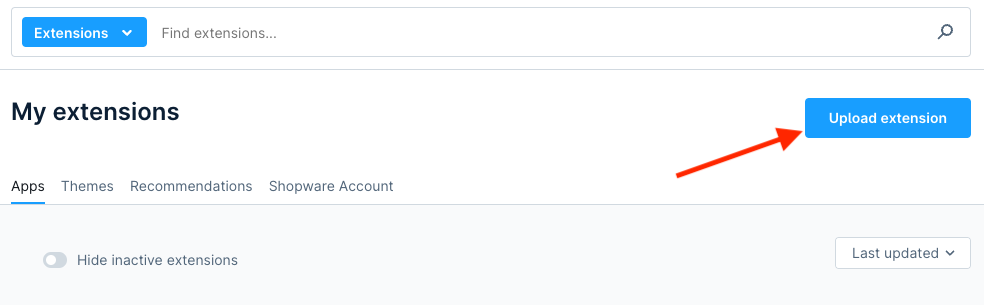 Extensions Find extensions...
My extensions
Upload extension
Apps Themes Recommendations Shopware Account
Hide inactive extensions
Last updated